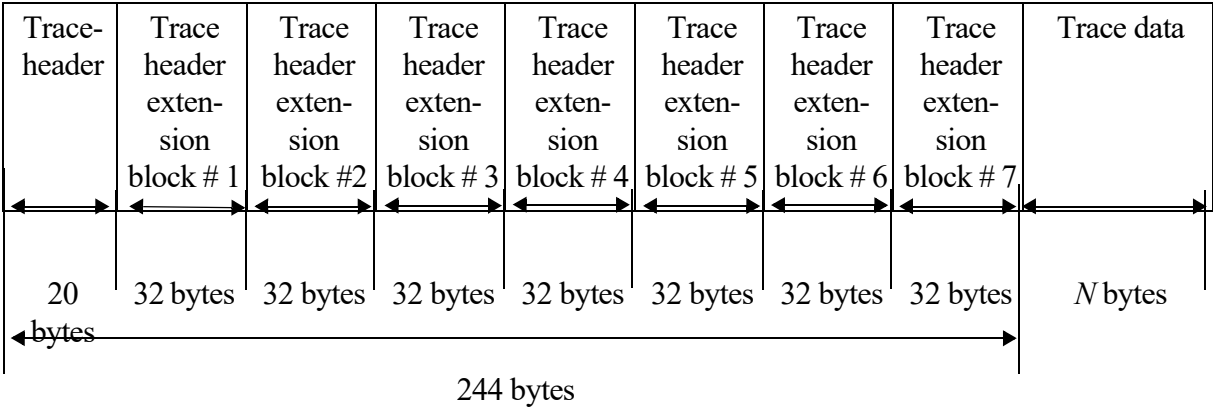 Trace-
header
Trace
header
exten-
sion
block # 1
Trace
header
exten-
sion
block #2
Trace
header
exten-
sion
block # 3
Trace
header
exten-
sion
block # 4
Trace
header
exten-
sion
block # 5
Trace
header
exten-
sion
block # 6
Trace
header
exten-
sion
block # 7
Trace data
20
bytes
32 bytes
32 bytes
32 bytes
32 bytes
32 bytes
32 bytes
32 bytes
N bytes
244 bytes